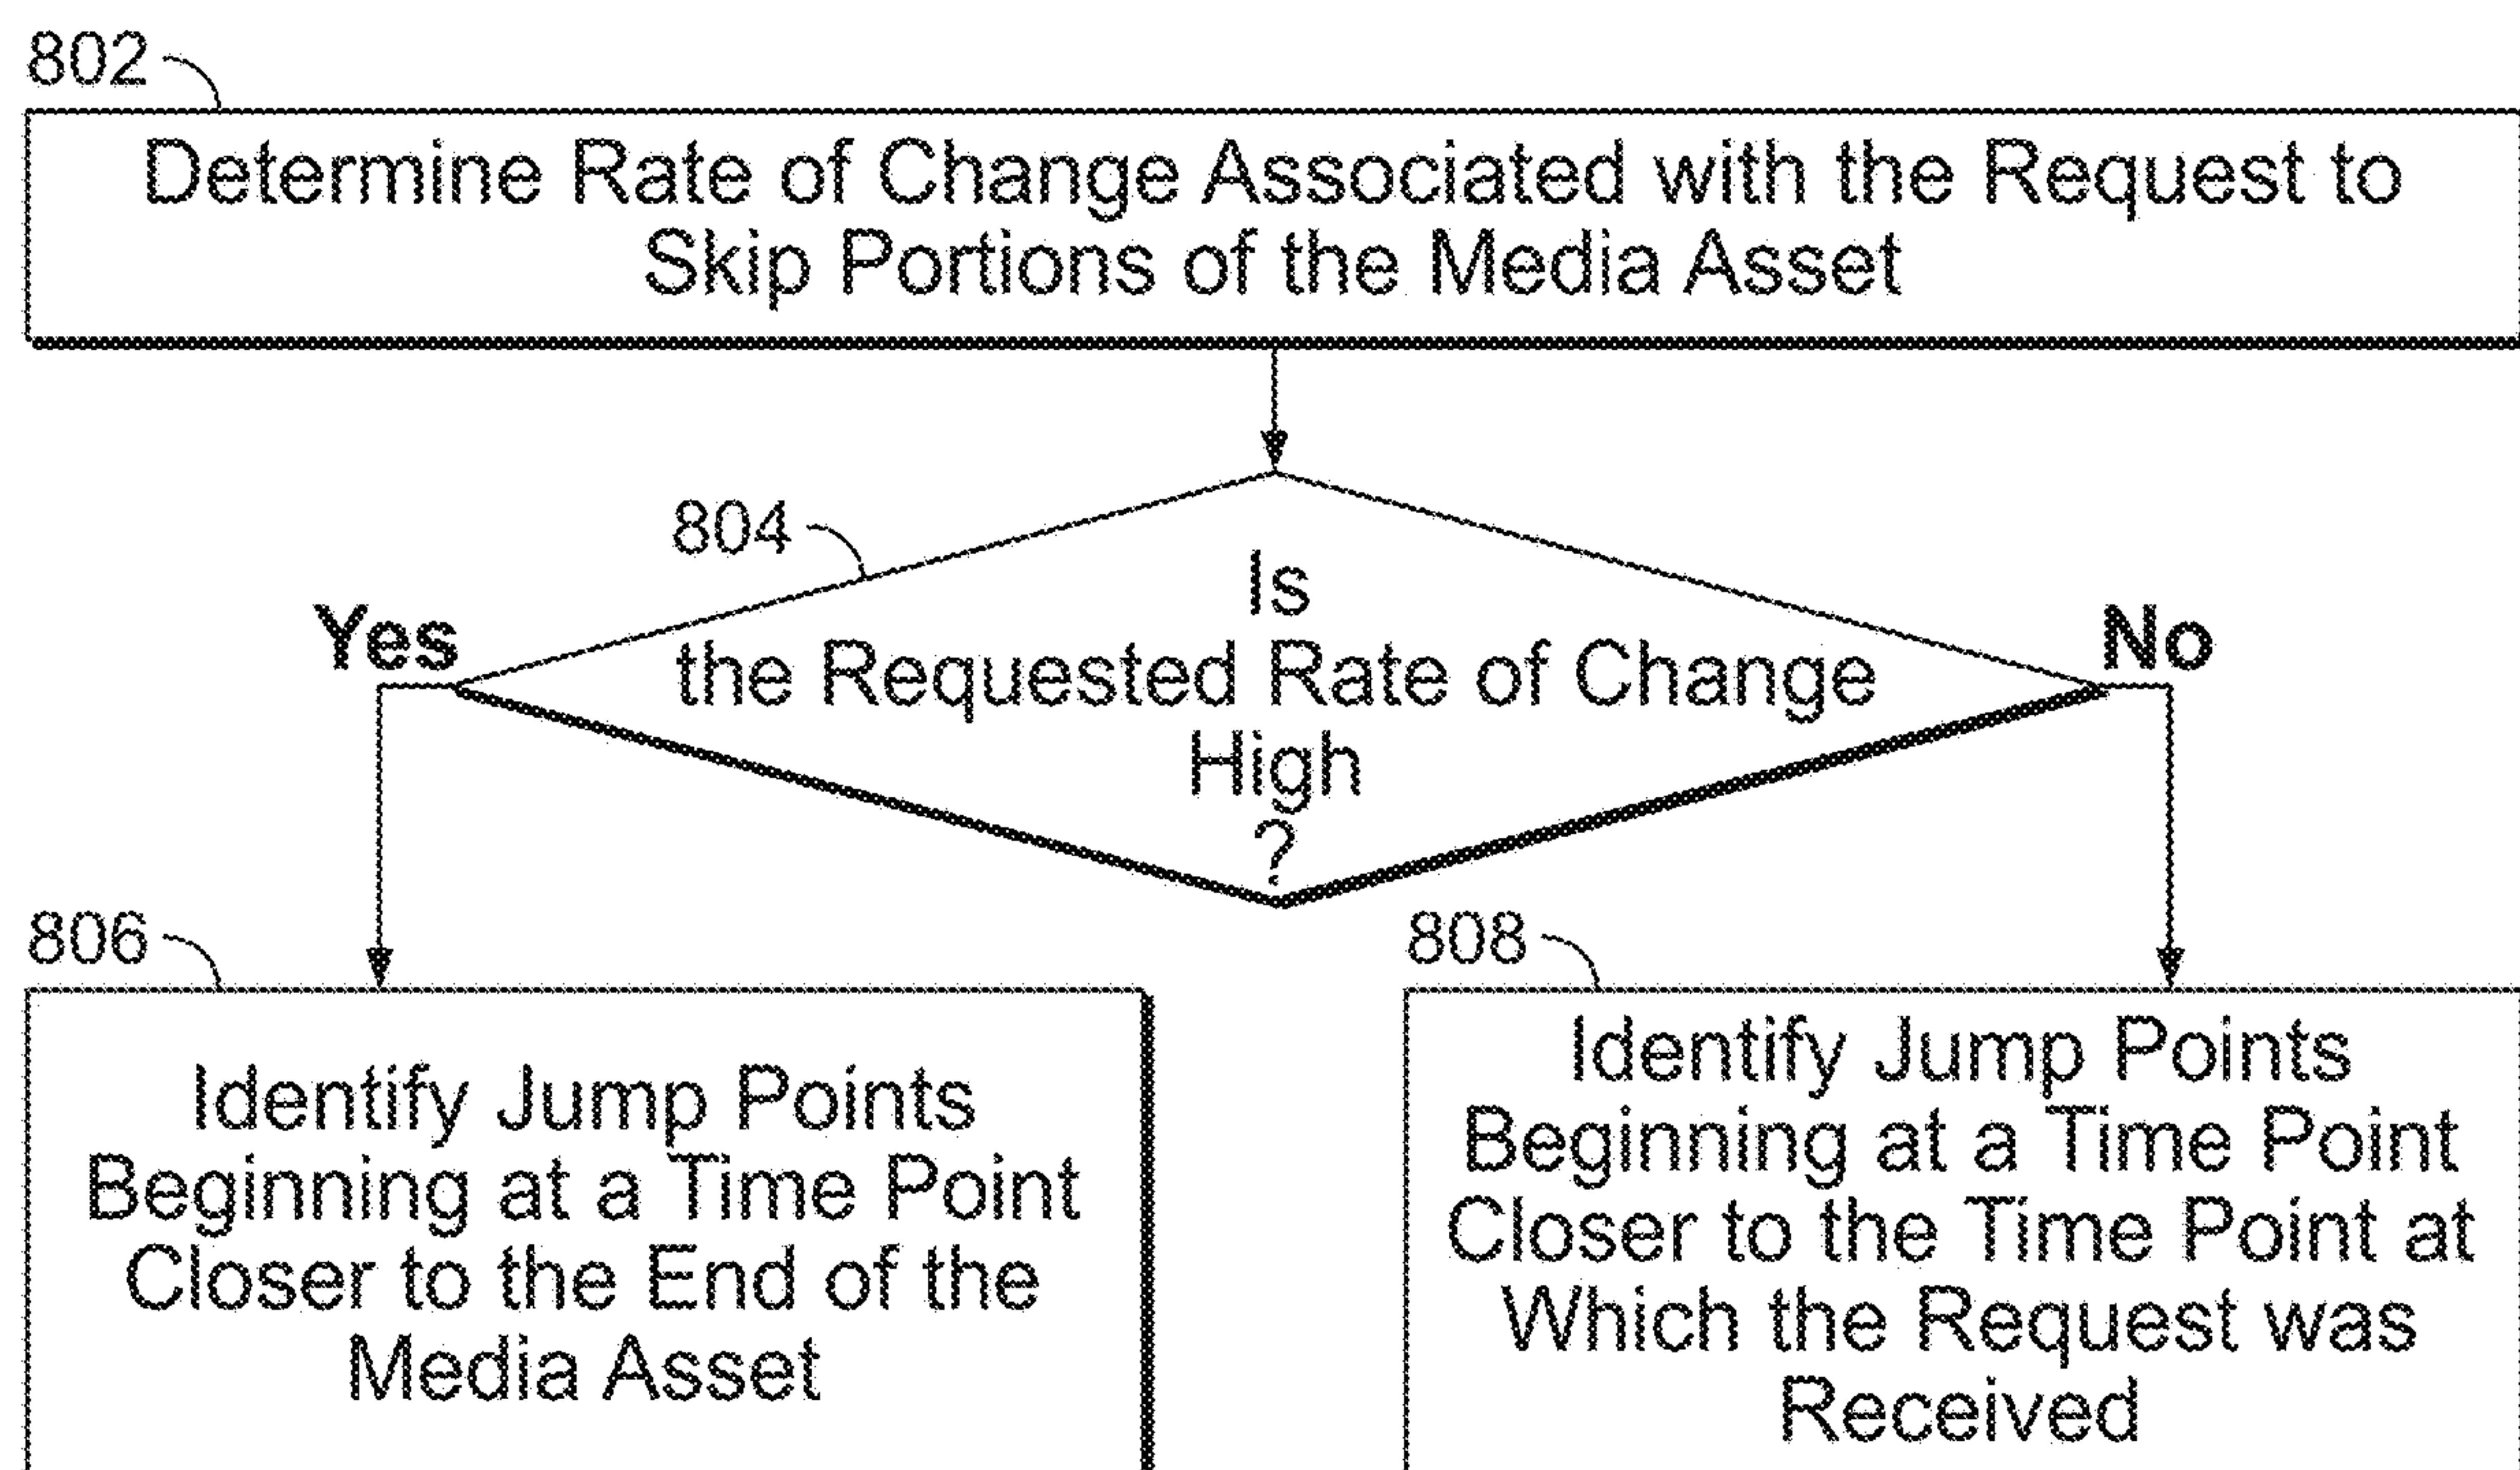 802
Determine Rate of Change Associated with the Request to
Skip Portions of the Media Asset
804
Is
the Requested Rate of Change
High
?
Yes
No
806
Identify Jump Points
Beginning at a Time Point
Closer to the End of the
Media Asset
808
Identify Jump Points
Beginning at a Time Point
Closer to the Time Point at
Which the Request was
Received